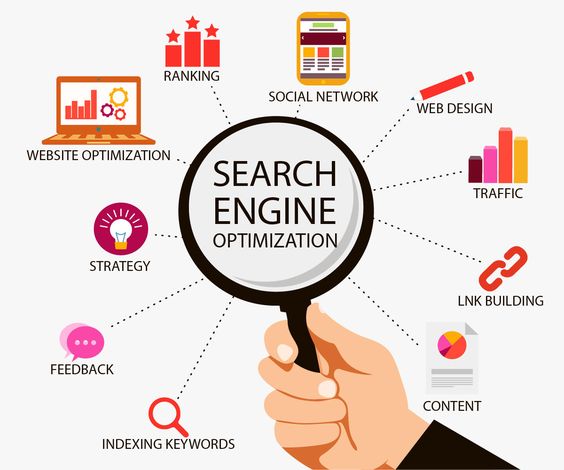 RANKING
SOCIAL NETWORK
WEB DESIGN
WEBSITE OPTIMIZATION
SEARCH
ENGINE
OPTIMIZATION
TRAFFIC
STRATEGY
LNK BUILDING
FEEDBACK
CONTENT
INDEXING KEYWORDS